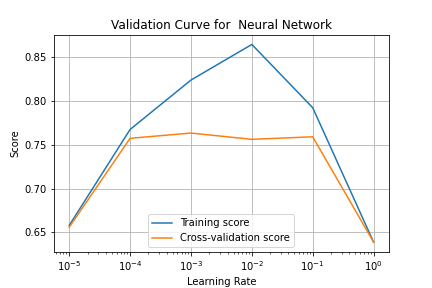 Validation Curve for  Neural Network
Score
0.85
0.80
0.75
0.70
0.65
Training score
Cross-validation score
10⁻⁵ 10⁻⁴ 10⁻³ 10⁻² 10⁻¹ 10⁰
Learning Rate